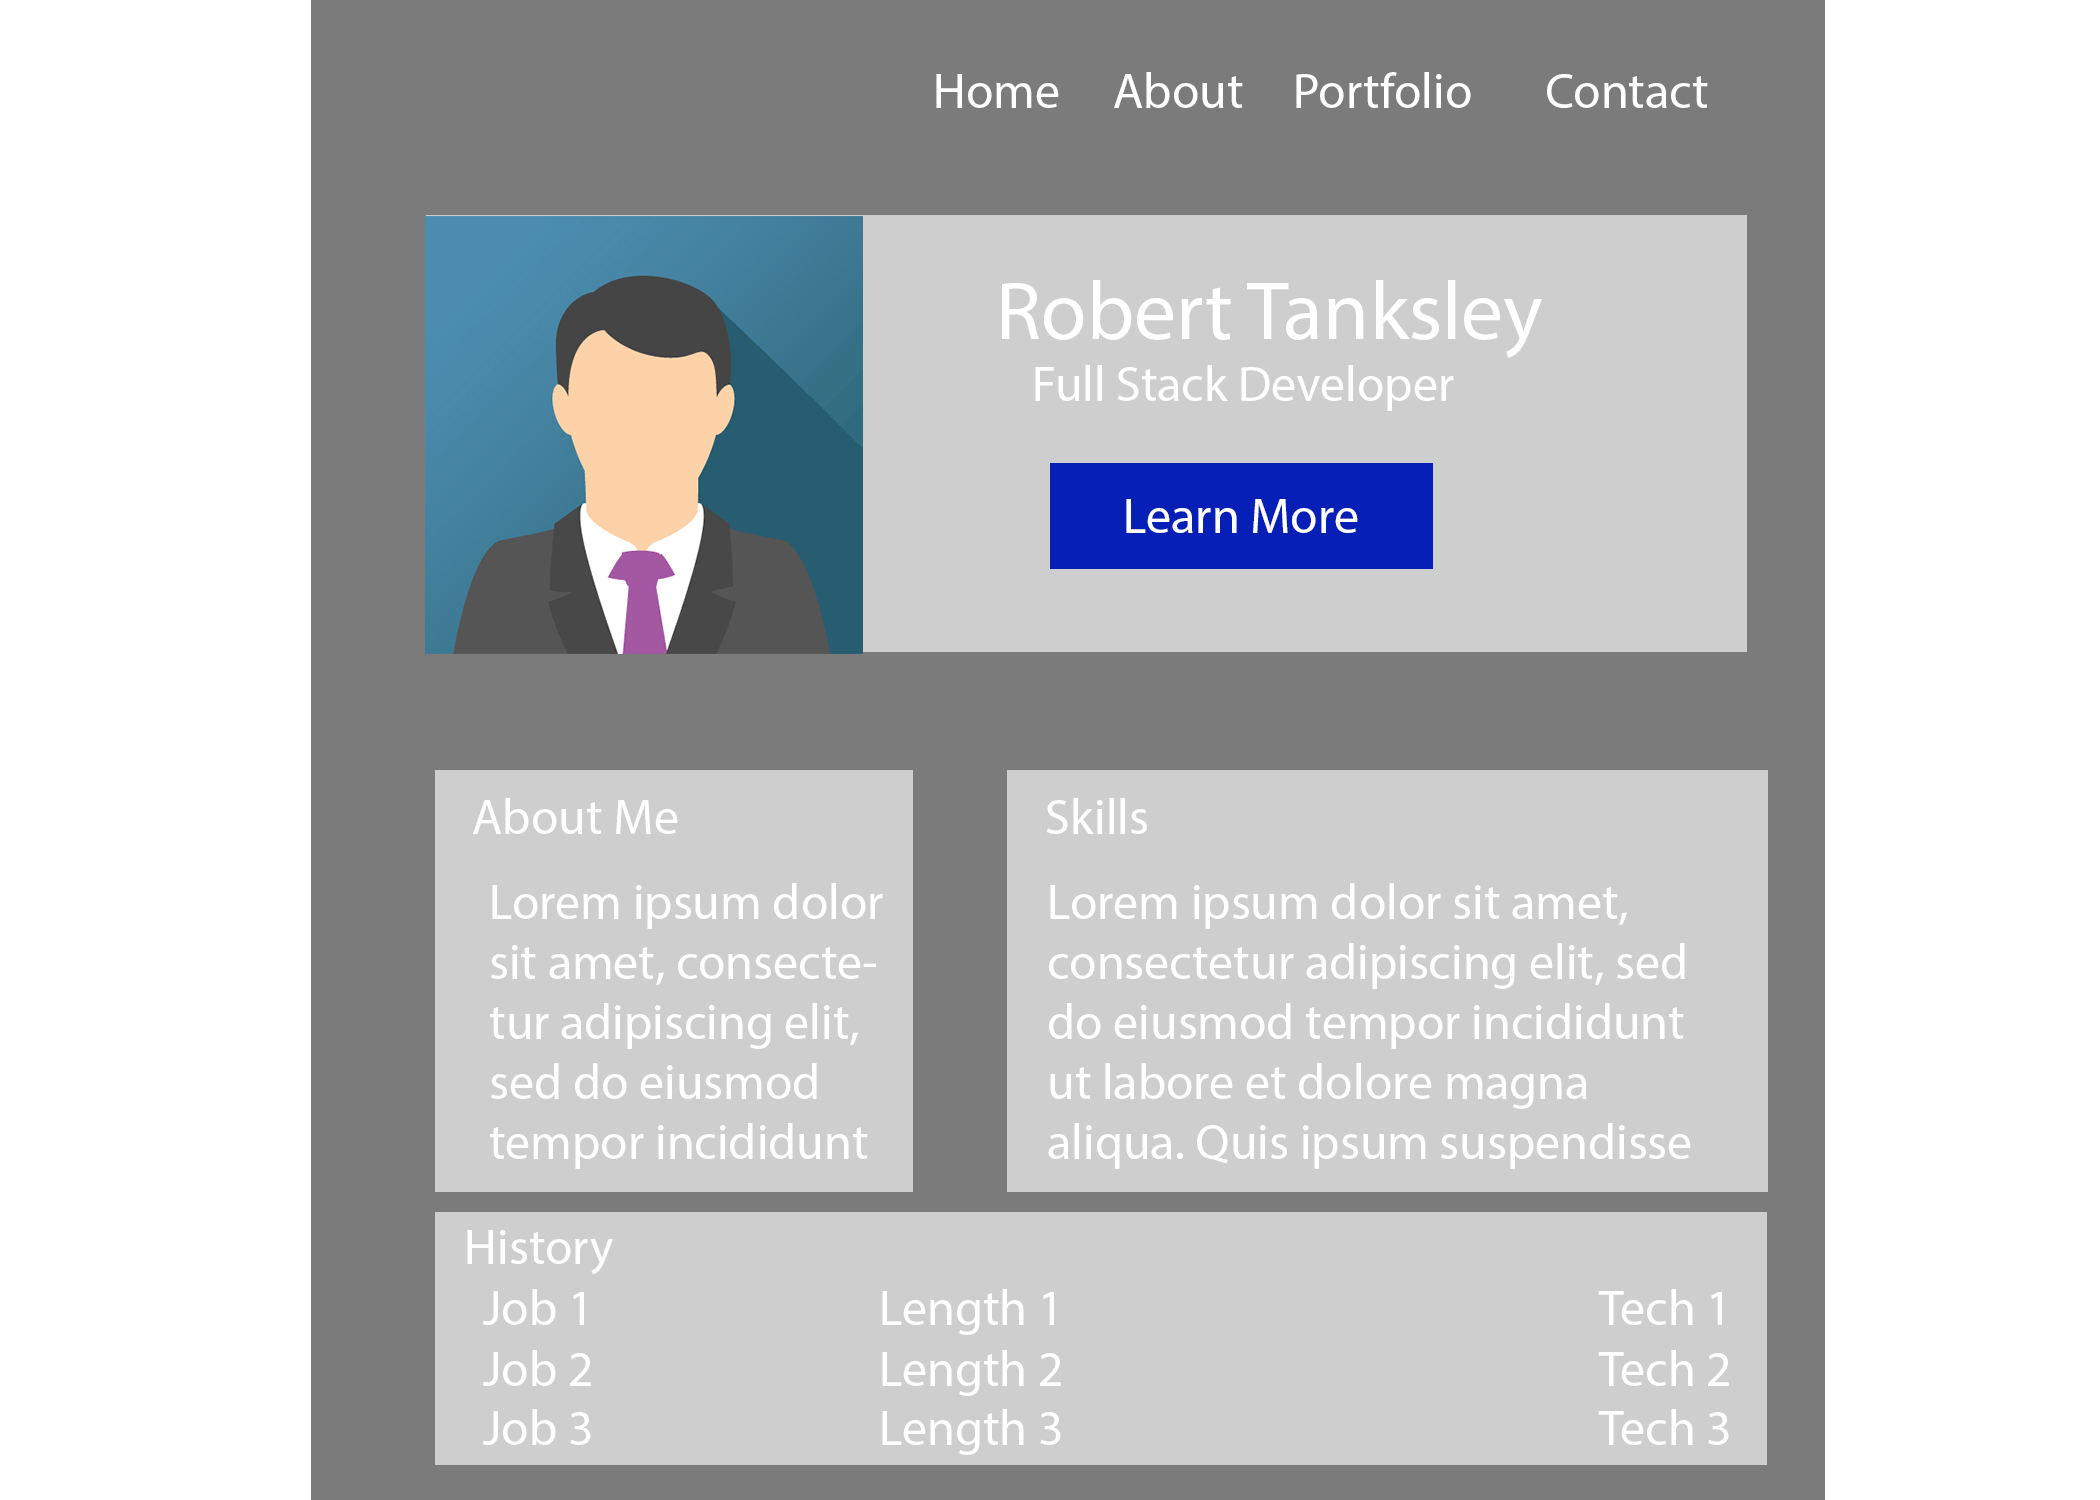 Home About Portfolio Contact
Robert Tanksley
Full Stack Developer
Learn More
About Me
Lorem ipsum dolor
sit amet, consecte-
tur adipiscing elit,
sed do eiusmod
tempor incididunt
Skills
Lorem ipsum dolor sit amet,
consectetur adipiscing elit, sed
do eiusmod tempor incididunt
ut labore et dolore magna
aliqua. Quis ipsum suspendisse
History
Job 1 Length 1 Tech 1
Job 2 Length 2 Tech 2
Job 3 Length 3 Tech 3